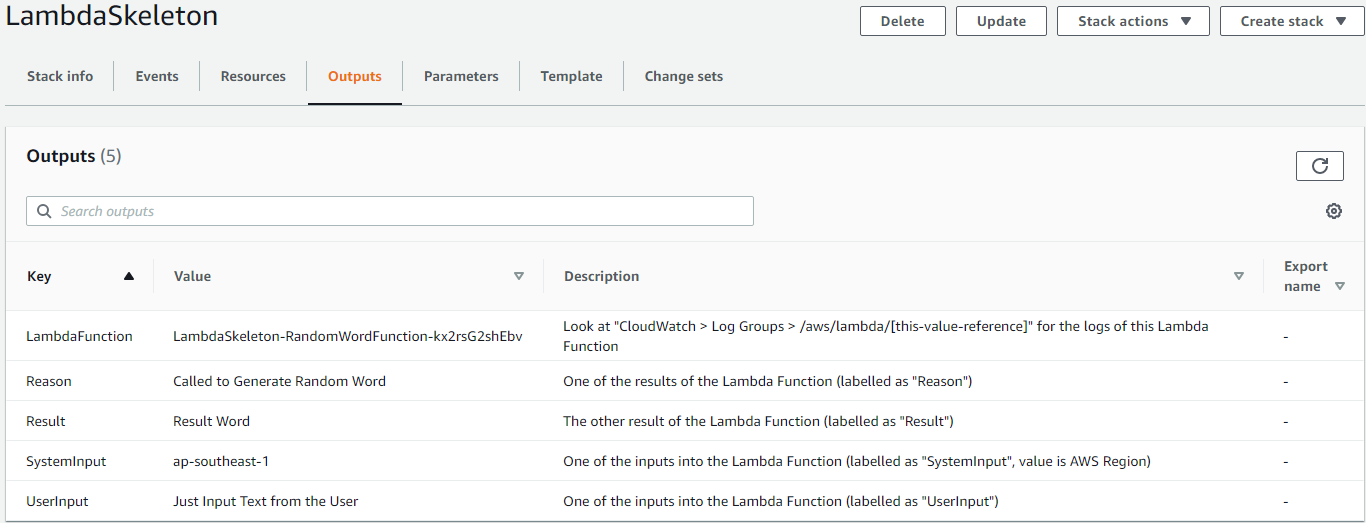 LambdaSkeleton
Delete
Update
Stack actions
Create stack
Stack info
Events
Resources
Outputs
Parameters
Template
Change sets
Outputs (5)
Search outputs
Key
Value
Description
Export
name
LambdaFunction
LambdaSkeleton-RandomWordFunction-kx2rsG2shEbv
Look at "CloudWatch > Log Groups > /aws/lambda/[this-value-reference]" for the logs of this Lambda
Function
-
Reason
Called to Generate Random Word
One of the results of the Lambda Function (labelled as "Reason")
-
Result
Result Word
The other result of the Lambda Function (labelled as "Result")
-
SystemInput
ap-southeast-1
One of the inputs into the Lambda Function (labelled as "SystemInput", value is AWS Region)
-
UserInput
Just Input Text from the User
One of the inputs into the Lambda Function (labelled as "UserInput")
-